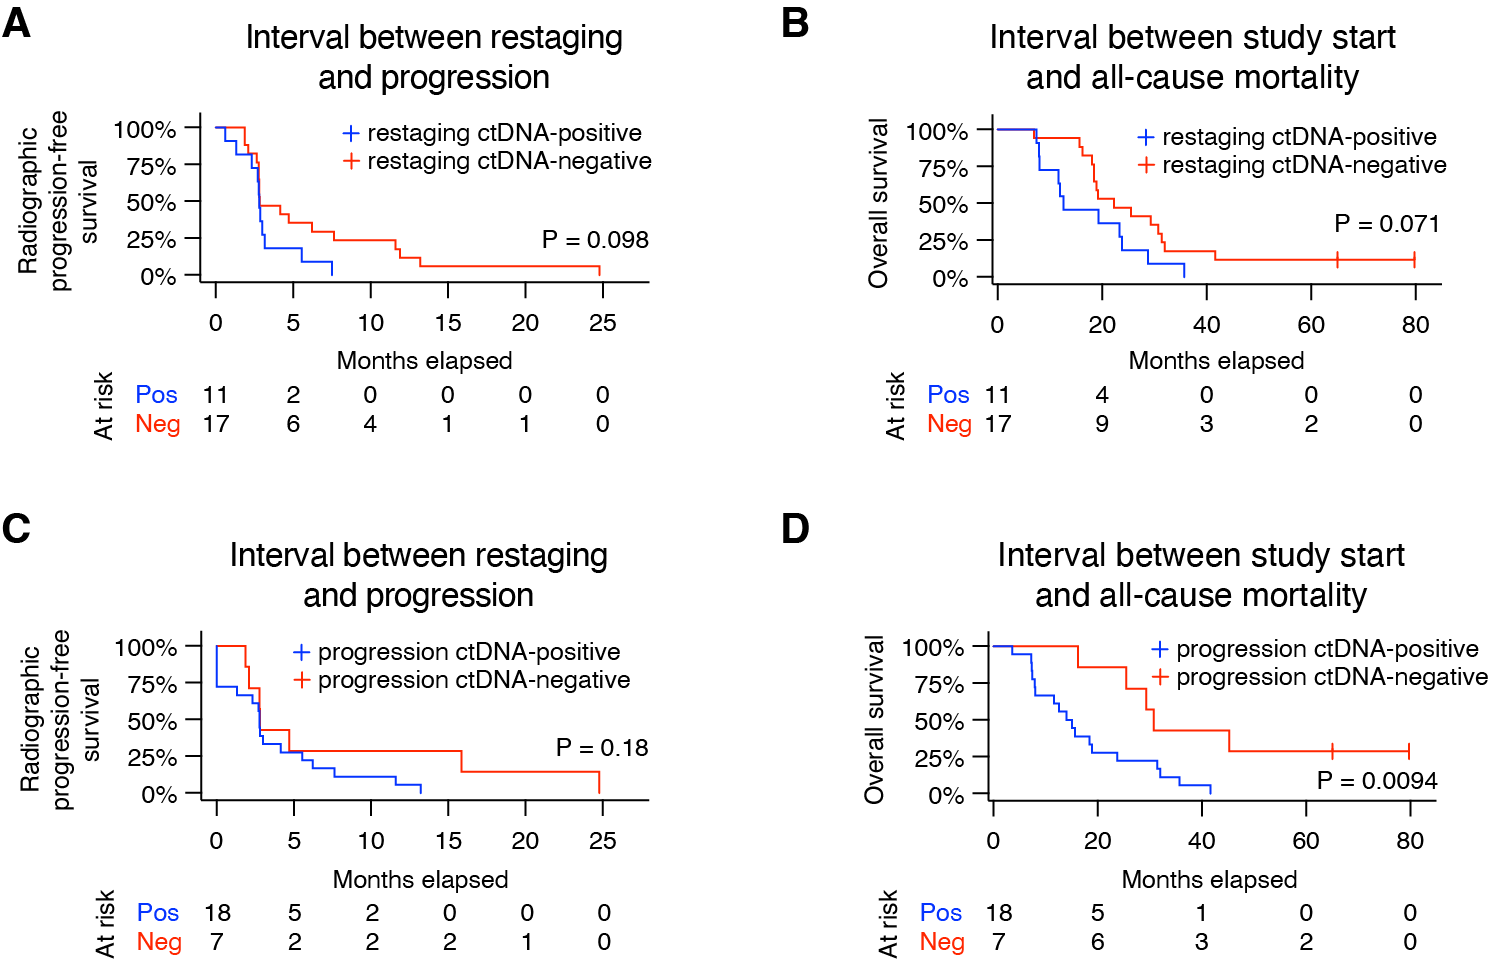 A
Interval between restaging
and progression
Radiographic
progression-free
survival
100%
75%
50%
25%
0%
restaging ctDNA-positive
restaging ctDNA-negative
P = 0.098
0 5 10 15 20 25
Months elapsed
At risk
Pos 11 2 0 0 0 0
Neg 17 6 4 1 1 0
B
Interval between study start
and all-cause mortality
Overall survival
100%
75%
50%
25%
0%
restaging ctDNA-positive
restaging ctDNA-negative
P = 0.071
0 20 40 60 80
Months elapsed
At risk
Pos 11 4 0 0 0
Neg 17 9 3 2 0
C
Interval between restaging
and progression
Radiographic
progression-free
survival
100%
75%
50%
25%
0%
progression ctDNA-positive
progression ctDNA-negative
P = 0.18
0 5 10 15 20 25
Months elapsed
At risk
Pos 18 5 2 0 0 0
Neg 7 2 2 2 1 0
D
Interval between study start
and all-cause mortality
Overall survival
100%
75%
50%
25%
0%
progression ctDNA-positive
progression ctDNA-negative
P = 0.0094
0 20 40 60 80
Months elapsed
At risk
Pos 18 5 1 0 0
Neg 7 6 3 2 0